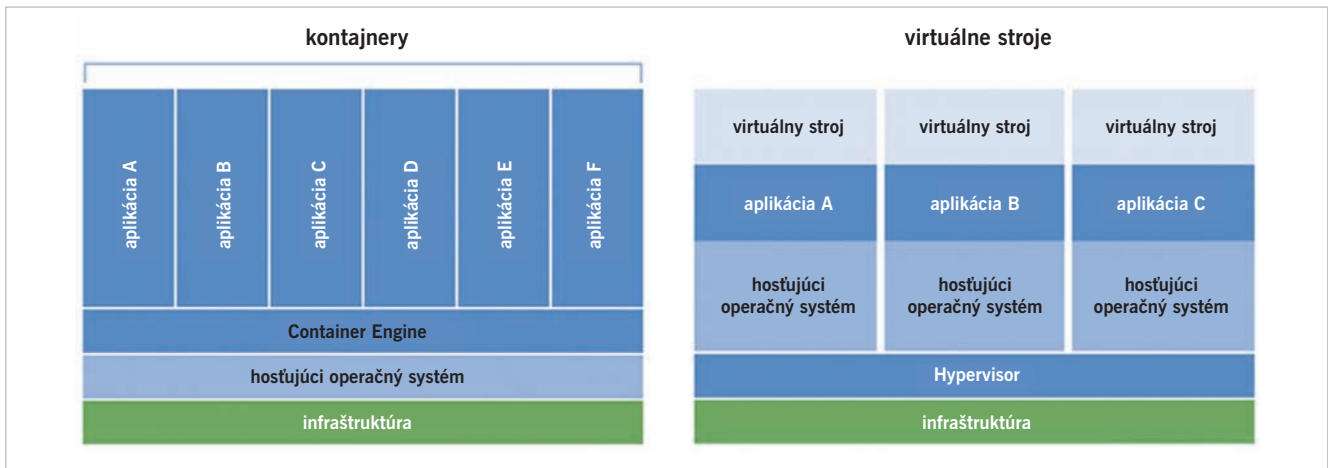 kontajnery
aplikácia A
aplikácia B
aplikácia C
aplikácia D
aplikácia E
aplikácia F
Container Engine
hosťujúci operačný systém
infraštruktúra
virtuálne stroje
virtuálny stroj
virtuálny stroj
virtuálny stroj
aplikácia A
aplikácia B
aplikácia C
hosťujúci
operačný systém
hosťujúci
operačný systém
hosťujúci
operačný systém
Hypervisor
infraštruktúra